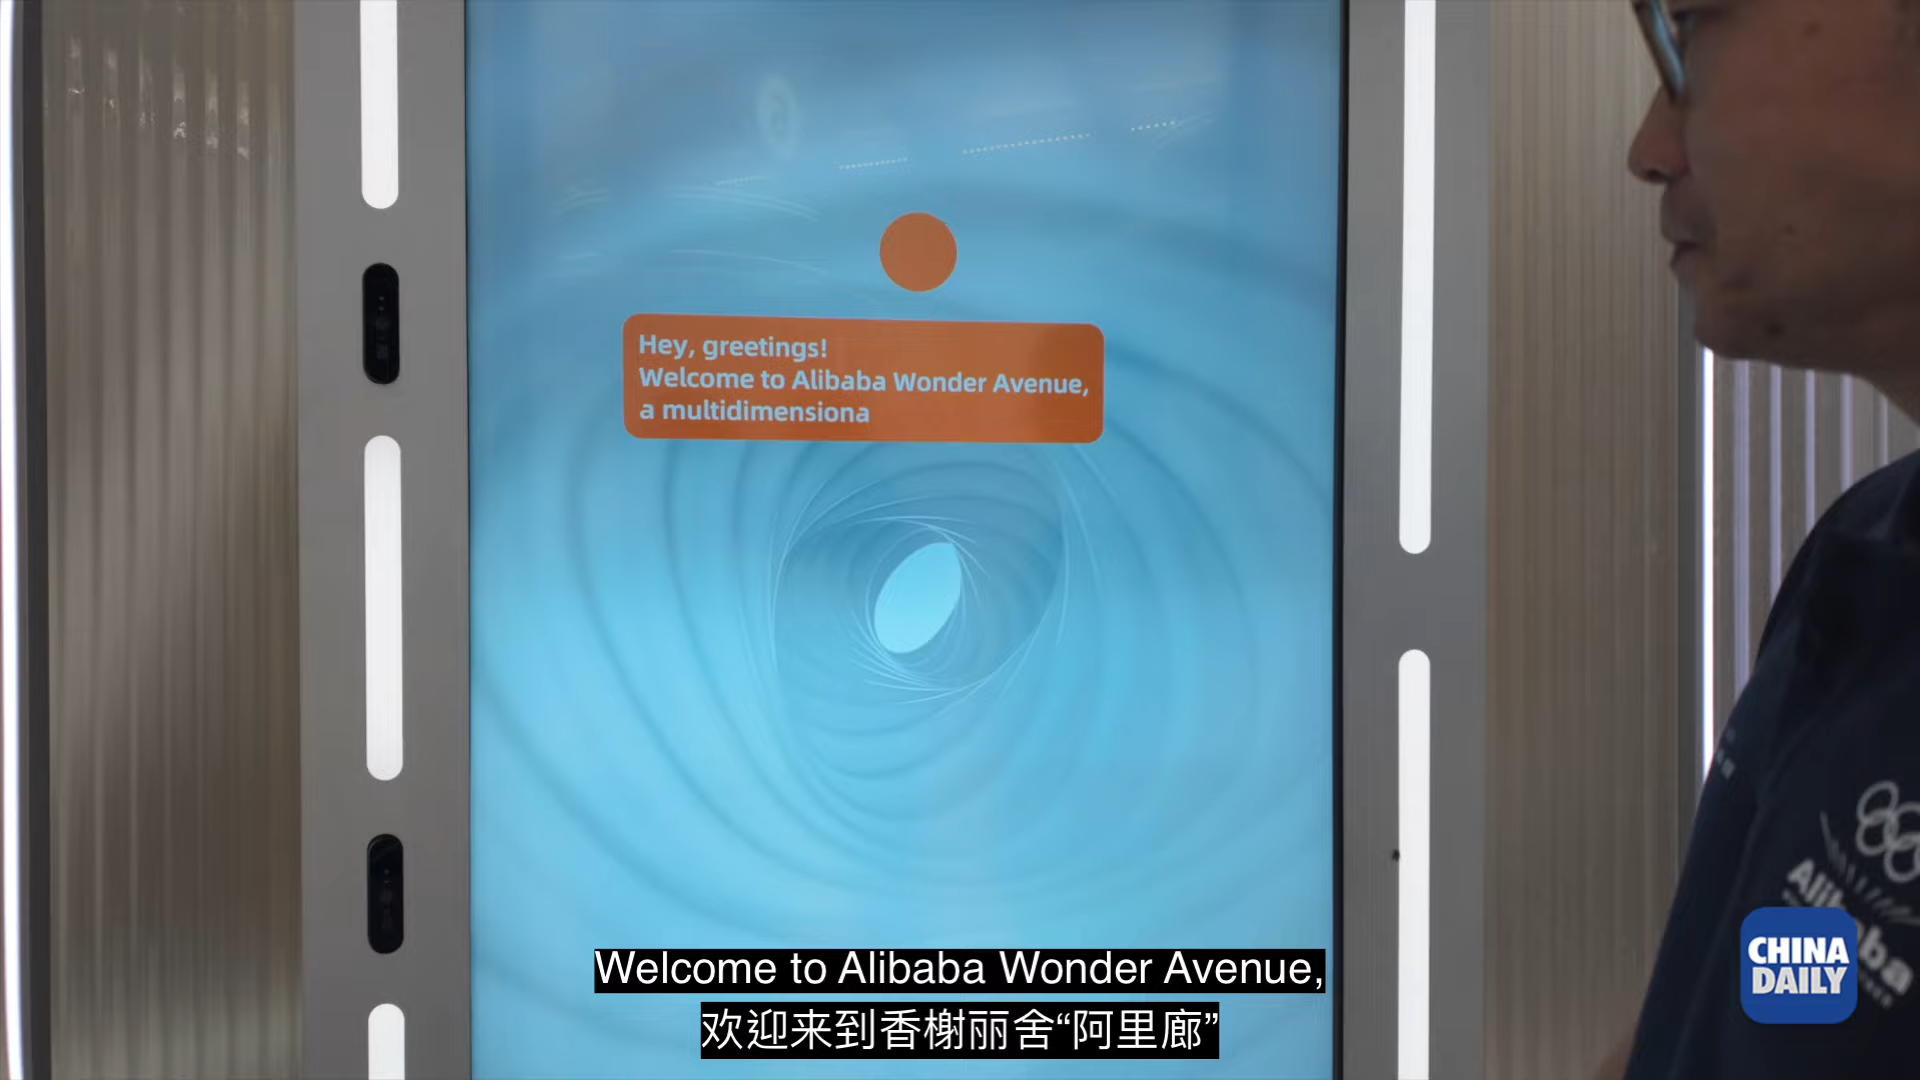 Hey, greetings!
Welcome to Alibaba Wonder Avenue,
a multidimensiona
Welcome to Alibaba Wonder Avenue,
欢迎来到香榭丽舍“阿里廊”
CHINA
DAILY